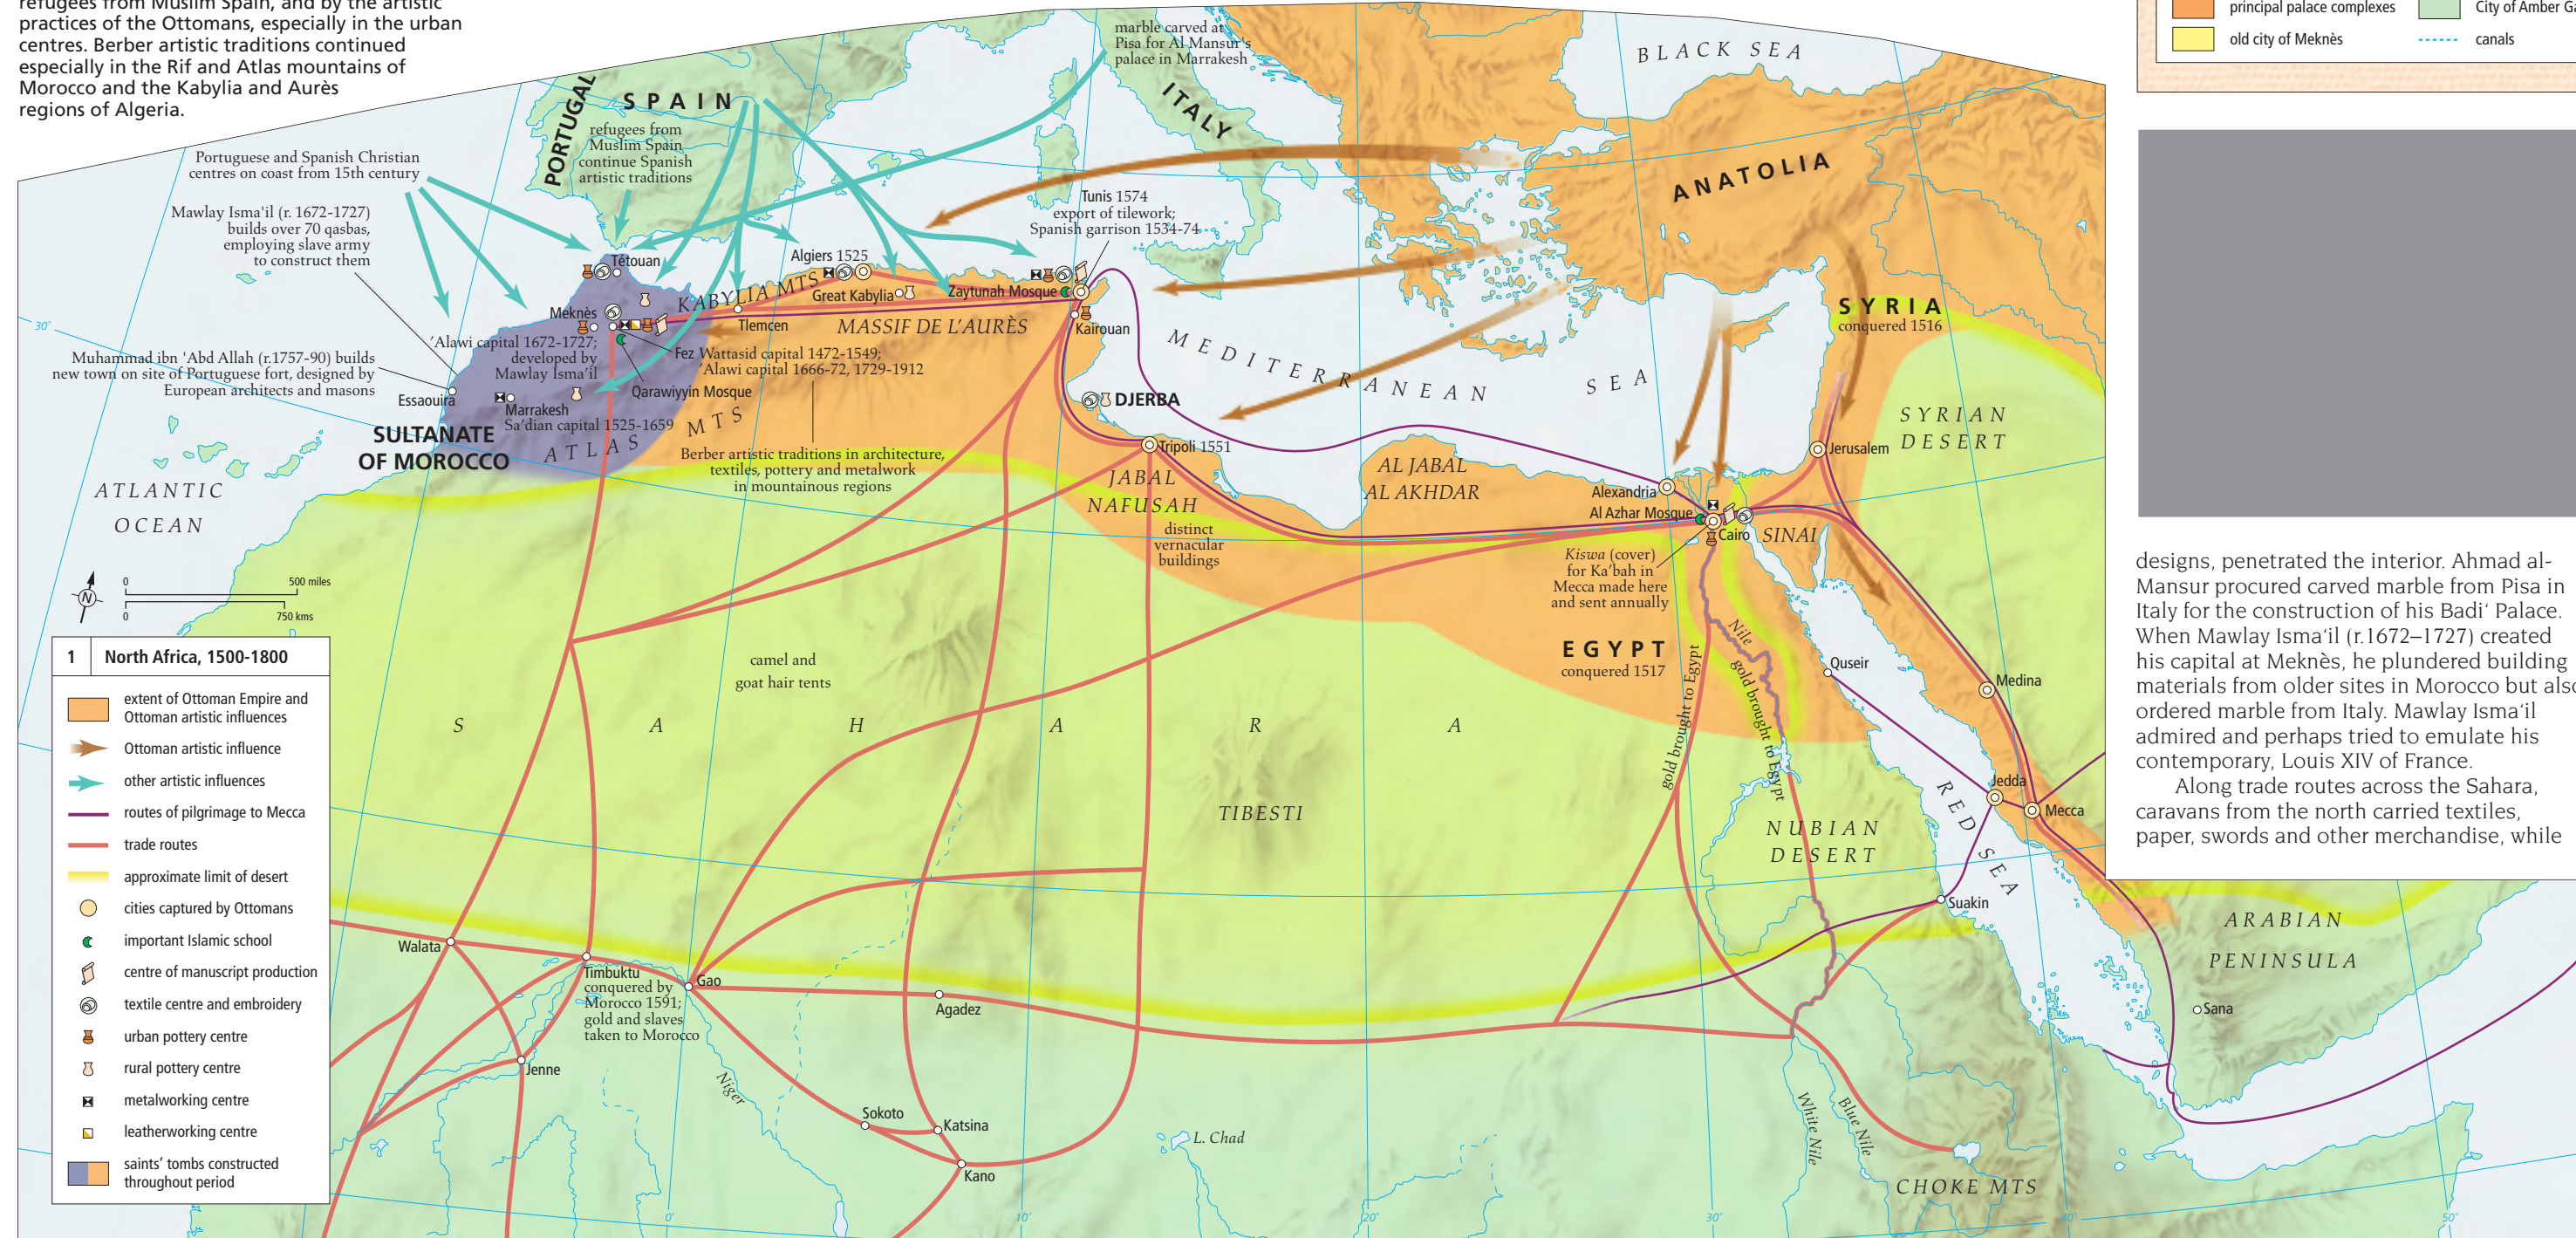 refugees from Muslim Spain, and by the artistic
practices of the Ottomans, especially in the urban
centres. Berber artistic traditions continued
especially in the Rif and Atlas mountains of
Morocco and the Kabylia and Aurès
regions of Algeria.
principal palace complexes
City of Amber Ga
old city of Meknès
canals
marble carved at
Pisa for Al Mansur's
palace in Marrakesh
BLACK SEA
PORTUGAL
SPAIN
ITALY
ANATOLIA
refugees from
Muslim Spain
continue Spanish
artistic traditions
Portuguese and Spanish Christian
centres on coast from 15th century
Mawlay Isma'il (r. 1672-1727)
builds over 70 qasbas,
employing slave army
to construct them
Tunis 1574
export of tilework;
Spanish garrison 1534-74
Tetouan
Algiers 1525
KABYLIA MTS
Great Kabylia
Zaytunah Mosque
SYRIA
conquered 1516
30°
Meknès
Tlemcen
MASSIF DE L'AURÈS
Kairouan
MEDITERRANEAN SEA
'Alawi capital 1672-1727;
developed by
Mawlay Isma'il
Fez
Wattasid capital 1472-1549;
'Alawi capital 1666-72, 1729-1912
Muhammad ibn 'Abd Allah (r.1757-90) builds
new town on site of Portuguese fort, designed by
European architects and masons
Qarawiyyin Mosque
Essaouira
Marrakesh
Sa'dian capital 1525-1659
DJERBA
SYRIAN
DESERT
SULTANATE
OF MOROCCO
ATLAS MTS
Berber artistic traditions in architecture,
textiles, pottery and metalwork
in mountainous regions
Tripoli 1551
JABAL
NAFUSAH
AL JABAL
AL AKHDAR
Jerusalem
ATLANTIC
OCEAN
Alexandria
Al Azhar Mosque
Cairo
SINAI
distinct
vernacular
buildings
Kiswa (cover)
for Ka'bah in
Mecca made here
and sent annually
N
0
500 miles
0
750 kms
EGYPT
conquered 1517
Nile
gold brought to Egypt
gold brought to Egypt
Quseir
Medina
camel and
goat hair tents
SAHARA
TIBESTI
NUBIAN
DESERT
RED SEA
Jedda
Mecca
Suakin
ARABIAN
PENINSULA
Sana
Walata
Timbuktu
conquered by
Morocco 1591;
gold and slaves
taken to Morocco
Gao
Agadez
Jenne
Niger
Sokoto
Katsina
Kano
L. Chad
White Nile
Blue Nile
CHOKE MTS
0°
10°
20°
30°
40°
50°
1
North Africa, 1500-1800
extent of Ottoman Empire and
Ottoman artistic influences
Ottoman artistic influence
other artistic influences
routes of pilgrimage to Mecca
trade routes
approximate limit of desert
cities captured by Ottomans
important Islamic school
centre of manuscript production
textile centre and embroidery
urban pottery centre
rural pottery centre
metalworking centre
leatherworking centre
saints' tombs constructed
throughout period
designs, penetrated the interior. Ahmad al-
Mansur procured carved marble from Pisa in
Italy for the construction of his Badi‘ Palace.
When Mawlay Isma‘il (r.1672–1727) created
his capital at Meknès, he plundered building
materials from older sites in Morocco but also
ordered marble from Italy. Mawlay Isma‘il
admired and perhaps tried to emulate his
contemporary, Louis XIV of France.
Along trade routes across the Sahara,
caravans from the north carried textiles,
paper, swords and other merchandise, while